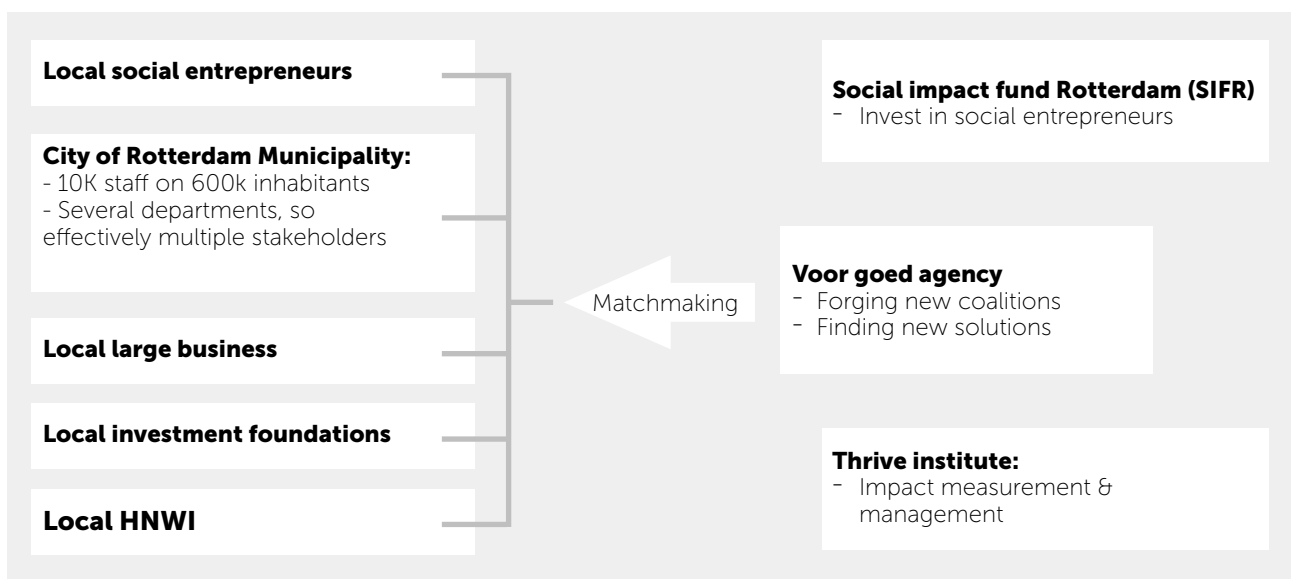 Local social entrepreneurs
City of Rotterdam Municipality:
- 10K staff on 600k inhabitants
- Several departments, so
effectively multiple stakeholders
Local large business
Local investment foundations
Local HNWI
Matchmaking
Social impact fund Rotterdam (SIFR)
- Invest in social entrepreneurs
Voor goed agency
- Forging new coalitions
- Finding new solutions
Thrive institute:
- Impact measurement &
management